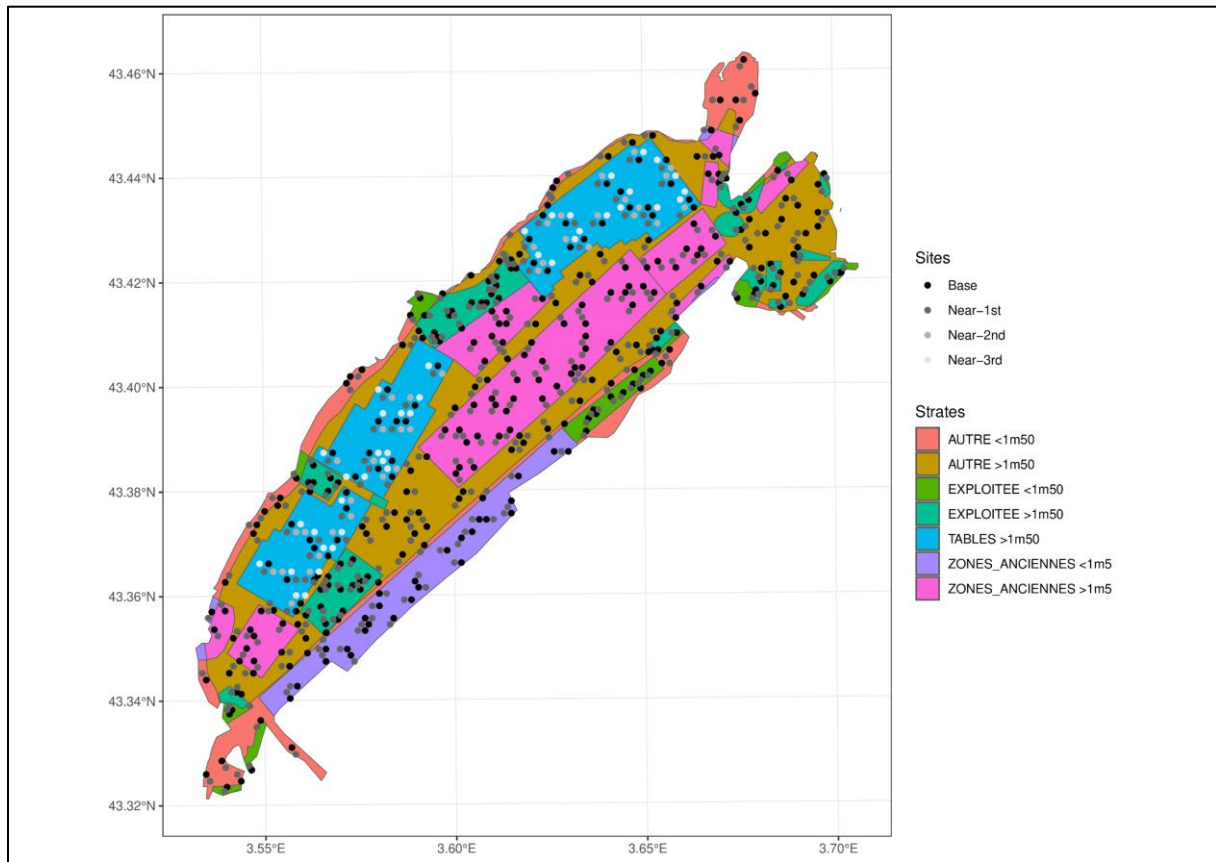 43.46°N
43.44°N
43.42°N
43.40°N
43.38°N
43.36°N
43.34°N
43.32°N
3.55°E
3.60°E
3.65°E
3.70°E
Sites
Base
Near-1st
Near-2nd
Near-3rd
Strates
AUTRE <1m50
AUTRE >1m50
EXPLOITEE <1m50
EXPLOITEE >1m50
TABLES >1m50
ZONES_ANCIENNES <1m5
ZONES_ANCIENNES >1m5